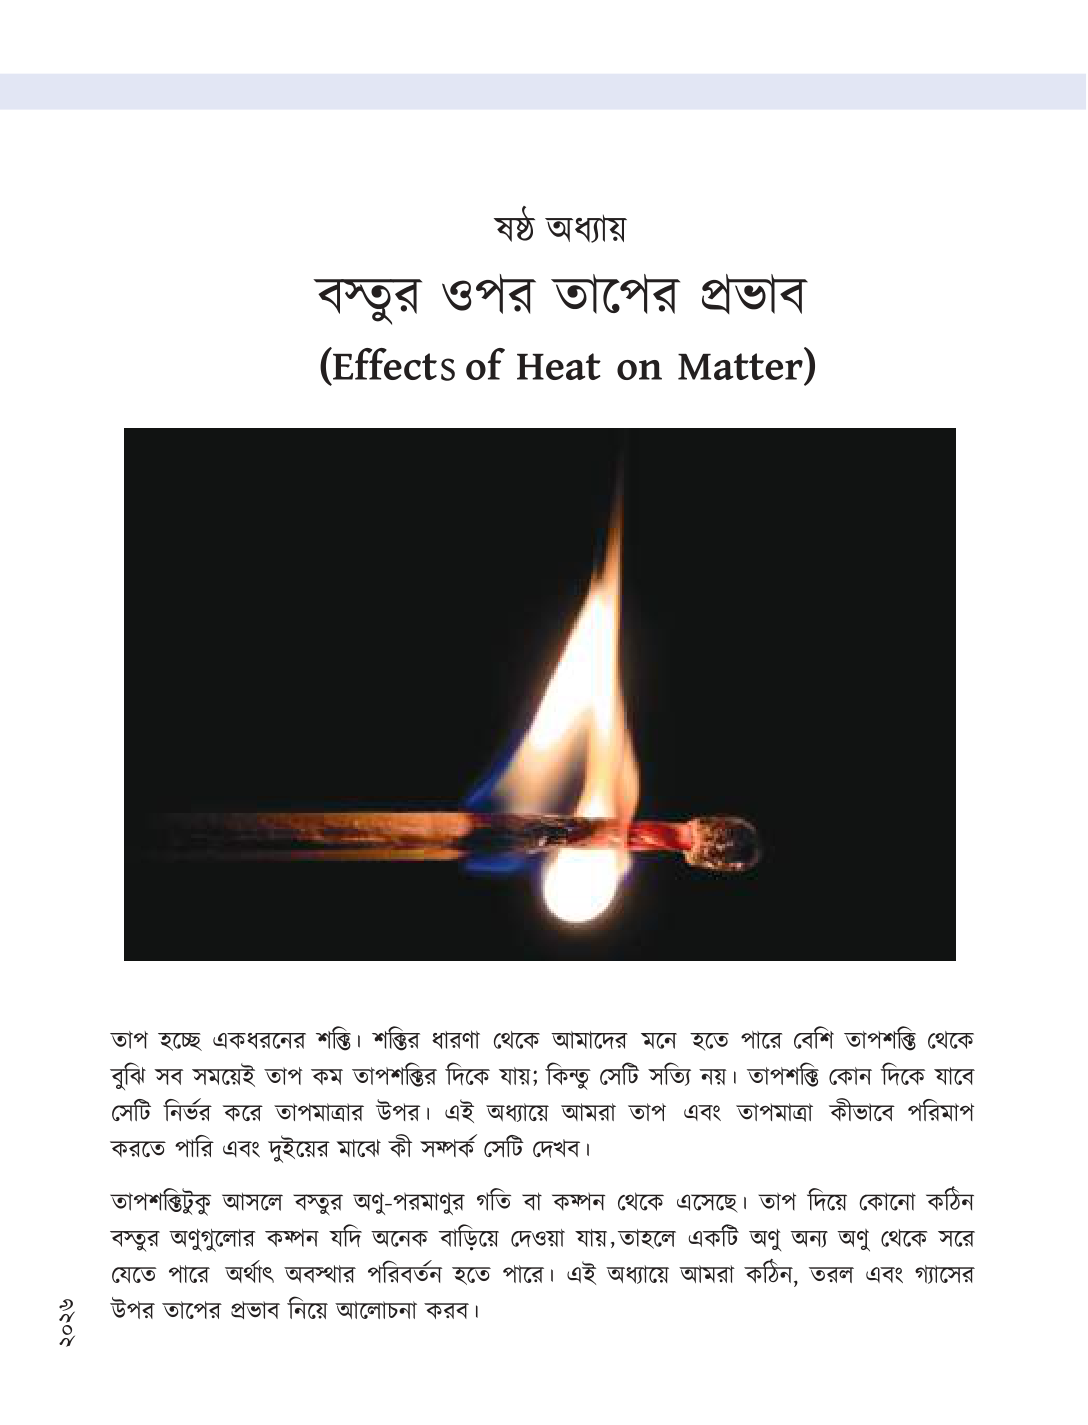 ষষ্ঠ অধ্যায়
বস্তুর ওপর তাপের প্রভাব
(Effects of Heat on Matter)
তাপ হচ্ছে একধরনের শক্তি। শক্তির ধারণা থেকে আমাদের মনে হতে পারে বেশি তাপশক্তি থেকে
বুঝি সব সময়েই তাপ কম তাপশক্তির দিকে যায়; কিন্তু সেটি সত্যি নয়। তাপশক্তি কোন দিকে যাবে
সেটি নির্ভর করে তাপমাত্রার উপর। এই অধ্যায়ে আমরা তাপ এবং তাপমাত্রা কীভাবে পরিমাপ
করতে পারি এবং দুইয়ের মাঝে কী সম্পর্ক সেটি দেখব।
তাপশক্তিটুকু আসলে বস্তুর অণু-পরমাণুর গতি বা কম্পন থেকে এসেছে। তাপ দিয়ে কোনো কঠিন
বস্তুর অণুগুলোর কম্পন যদি অনেক বাড়িয়ে দেওয়া যায়,তাহলে একটি অণু অন্য অণু থেকে সরে
যেতে পারে অর্থাৎ অবস্থার পরিবর্তন হতে পারে। এই অধ্যায়ে আমরা কঠিন, তরল এবং গ্যাসের
উপর তাপের প্রভাব নিয়ে আলোচনা করব।
২০২৬